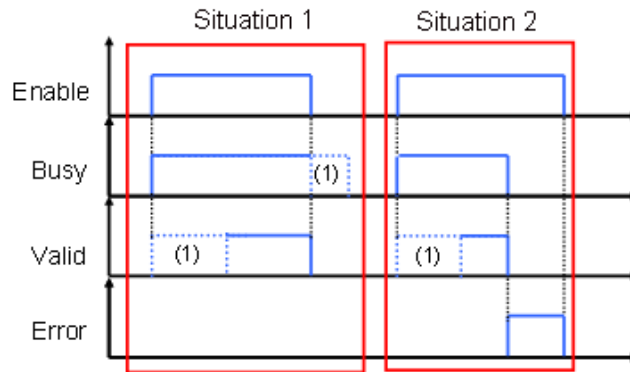 Situation 1 Situation 2
Enable
Busy (1)
Valid (1) (1)
Error